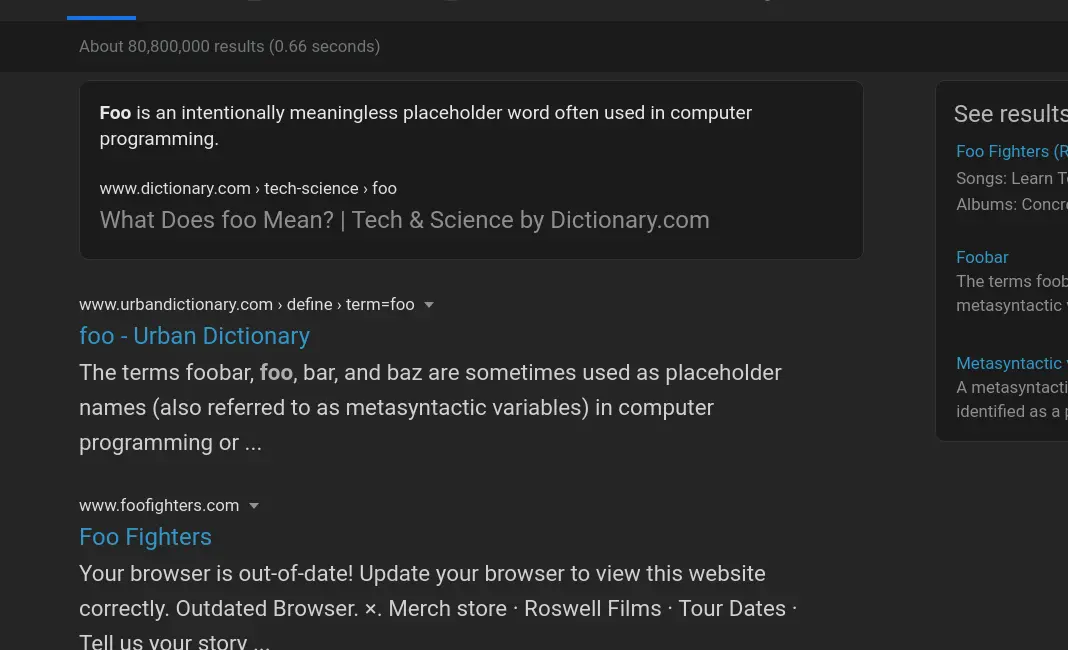 About 80,800,000 results (0.66 seconds)
Foo is an intentionally meaningless placeholder word often used in computer
programming.
www.dictionary.com › tech-science › foo
What Does foo Mean? | Tech & Science by Dictionary.com
www.urbandictionary.com › define › term=foo
foo - Urban Dictionary
The terms foobar, foo, bar, and baz are sometimes used as placeholder
names (also referred to as metasyntactic variables) in computer
programming or ...
www.foofighters.com
Foo Fighters
Your browser is out-of-date! Update your browser to view this website
correctly. Outdated Browser. ×. Merch store · Roswell Films · Tour Dates ·
Tell us your story ...
See results
Foo Fighters (R
Songs: Learn T
Albums: Concr
Foobar
The terms foob
metasyntactic
Metasyntactic
A metasyntacti
identified as a p